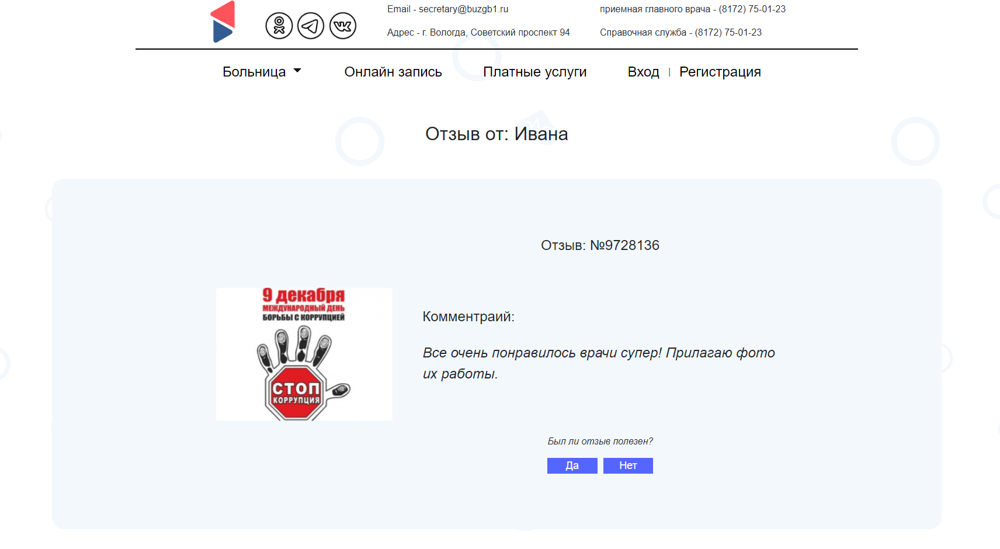 Email - secretary@buzgb1.ru
приемная главного врача - (8172) 75-01-23
Адрес - г. Вологда, Советский проспект 94
Справочная служба - (8172) 75-01-23
Больница
Онлайн запись
Платные услуги
Вход | Регистрация
Отзыв от: Ивана
Отзыв: №9728136
9 декабря
МЕЖДУНАРОДНЫЙ ДЕНЬ
БОРЬБЫ С КОРРУПЦИЕЙ
СТОП
КОРРУПЦИЯ
Комментраий:
Все очень понравилось врачи супер! Прилагаю фото
их работы.
Был ли отзыв полезен?
Да
Нет